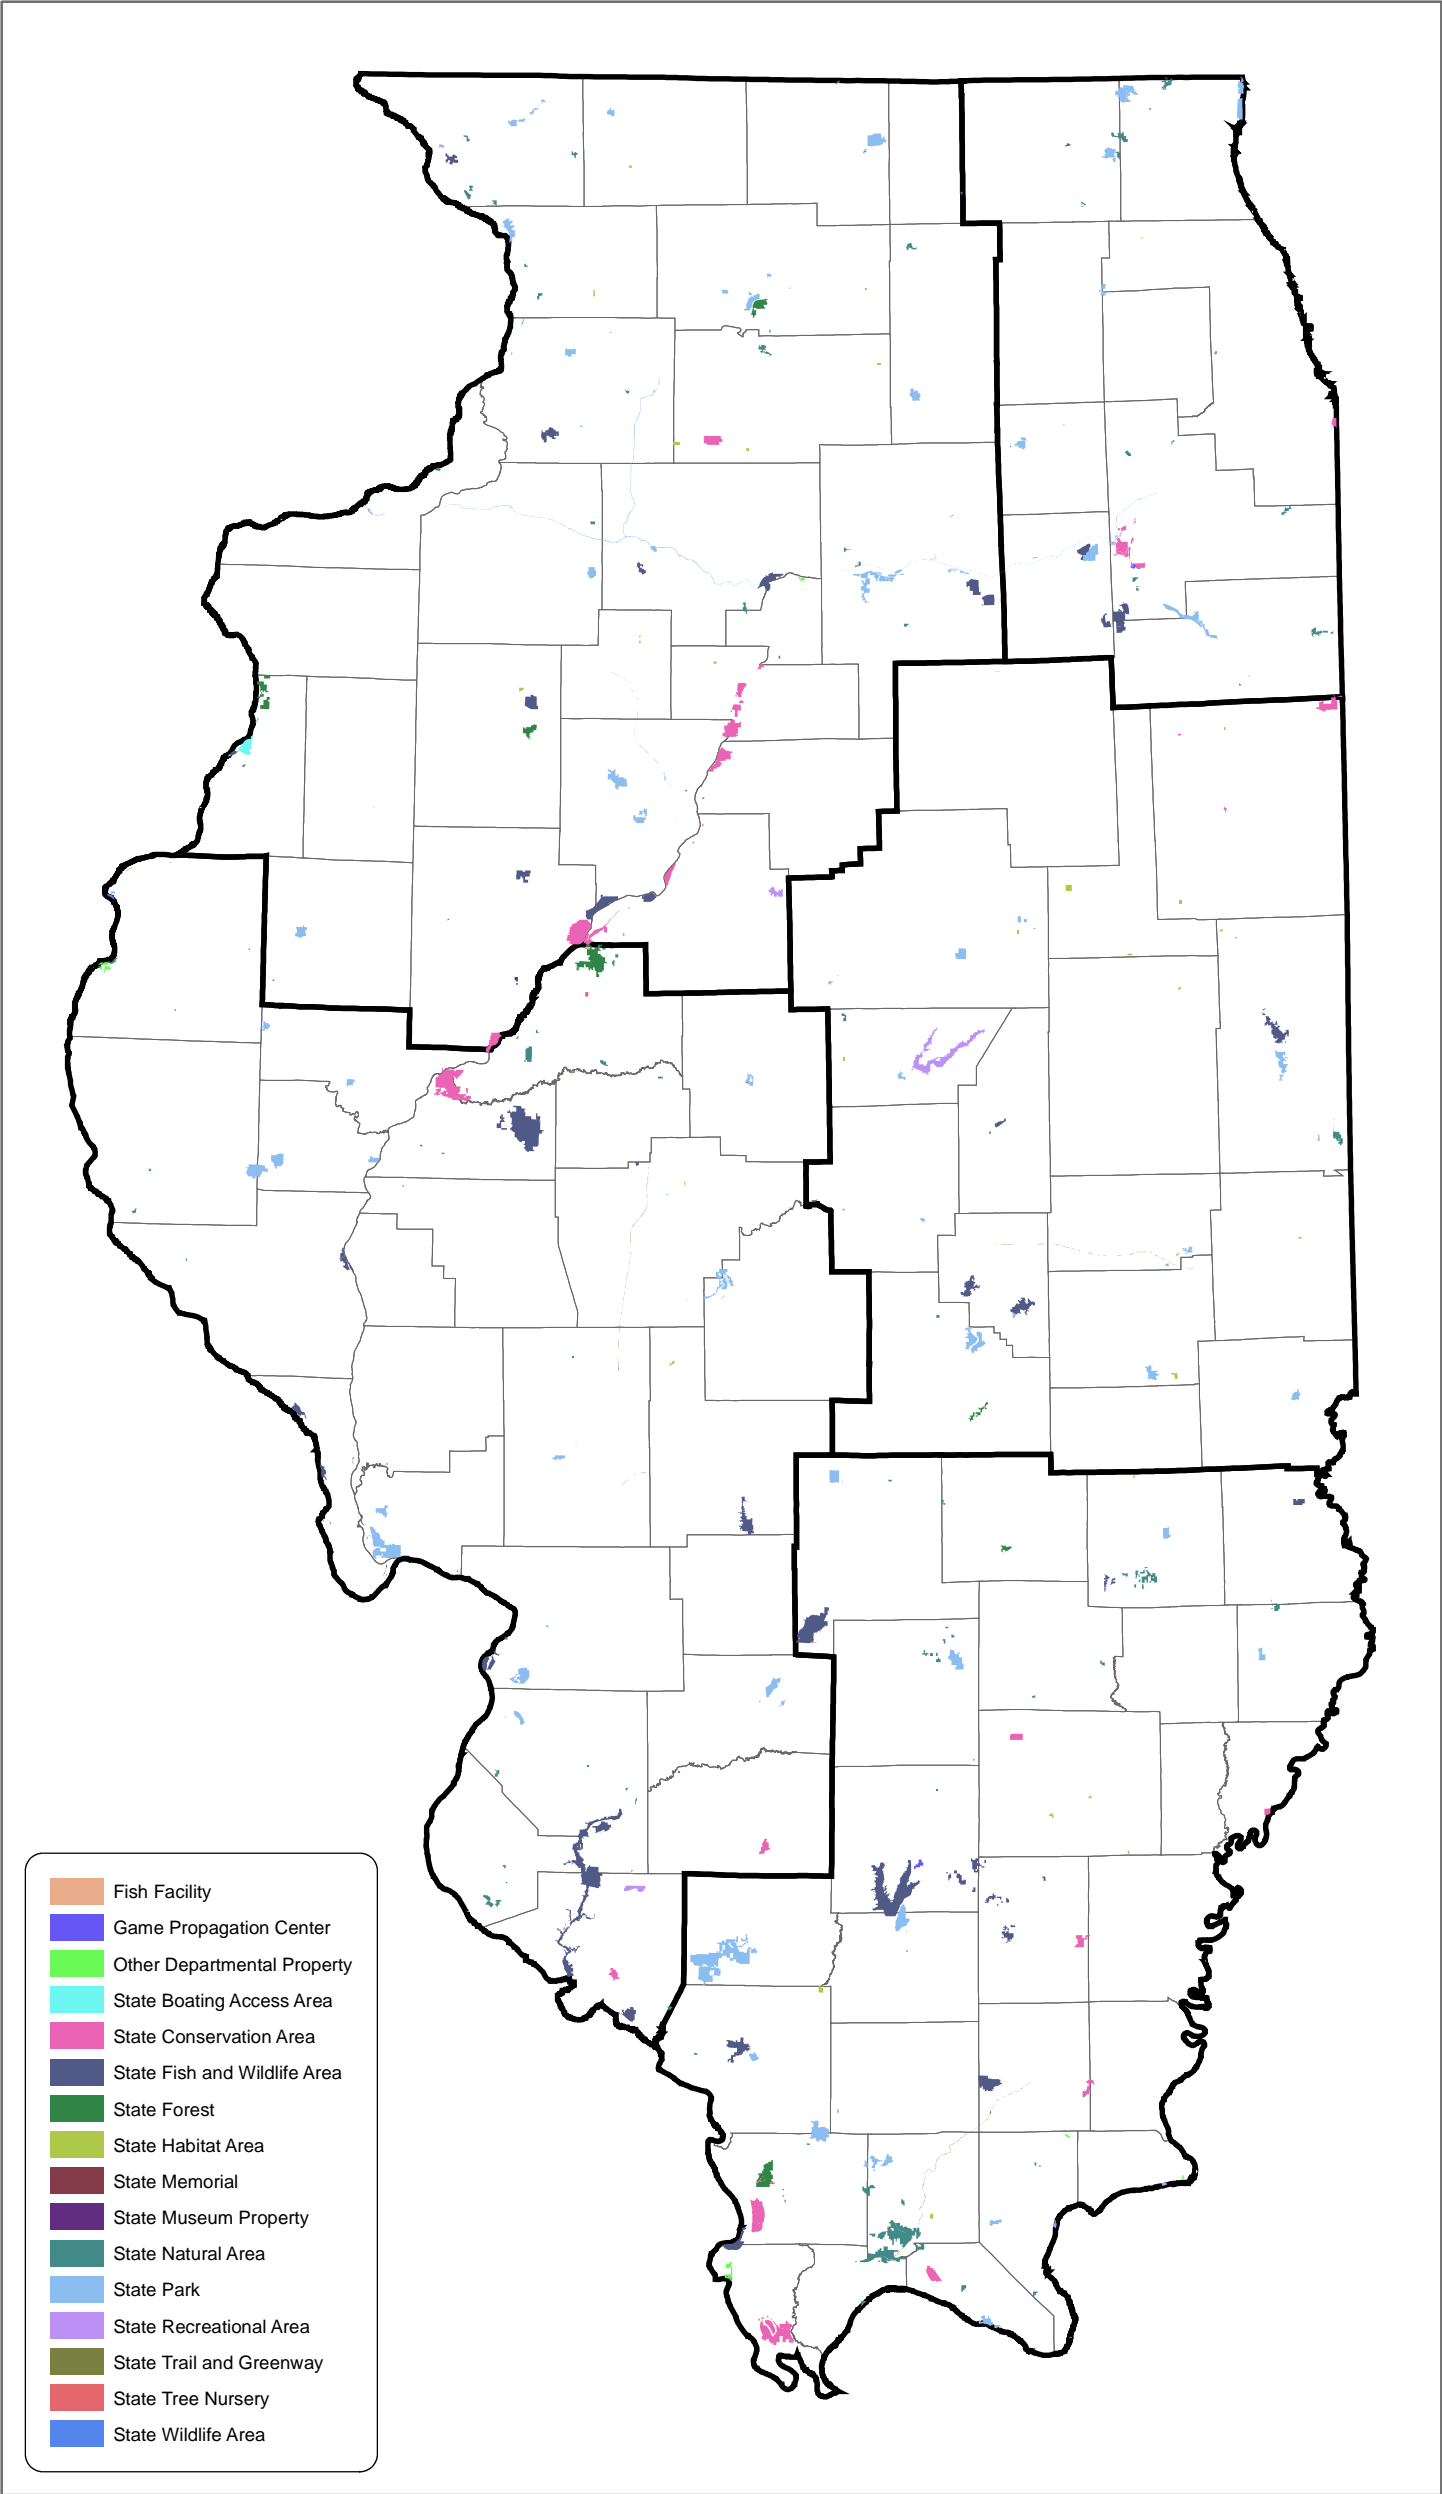 Fish Facility
Game Propagation Center
Other Departmental Property
State Boating Access Area
State Conservation Area
State Fish and Wildlife Area
State Forest
State Habitat Area
State Memorial
State Museum Property
State Natural Area
State Park
State Recreational Area
State Trail and Greenway
State Tree Nursery
State Wildlife Area